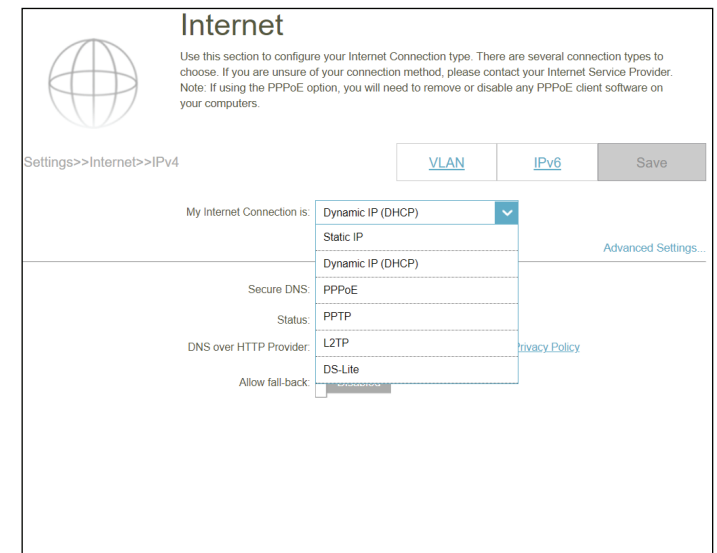 Internet
Use this section to configure your Internet Connection type. There are several connection types to
choose. If you are unsure of your connection method, please contact your Internet Service Provider.
Note: If using the PPPoE option, you will need to remove or disable any PPPoE client software on
your computers.
Settings>>Internet>>IPv4
VLAN
IPv6
Save
My Internet Connection is:
Dynamic IP (DHCP)
Static IP
Dynamic IP (DHCP)
PPPoE
PPTP
L2TP
DS-Lite
Advanced Settings...
Secure DNS:
Status:
DNS over HTTP Provider:
Privacy Policy
Allow fall-back: